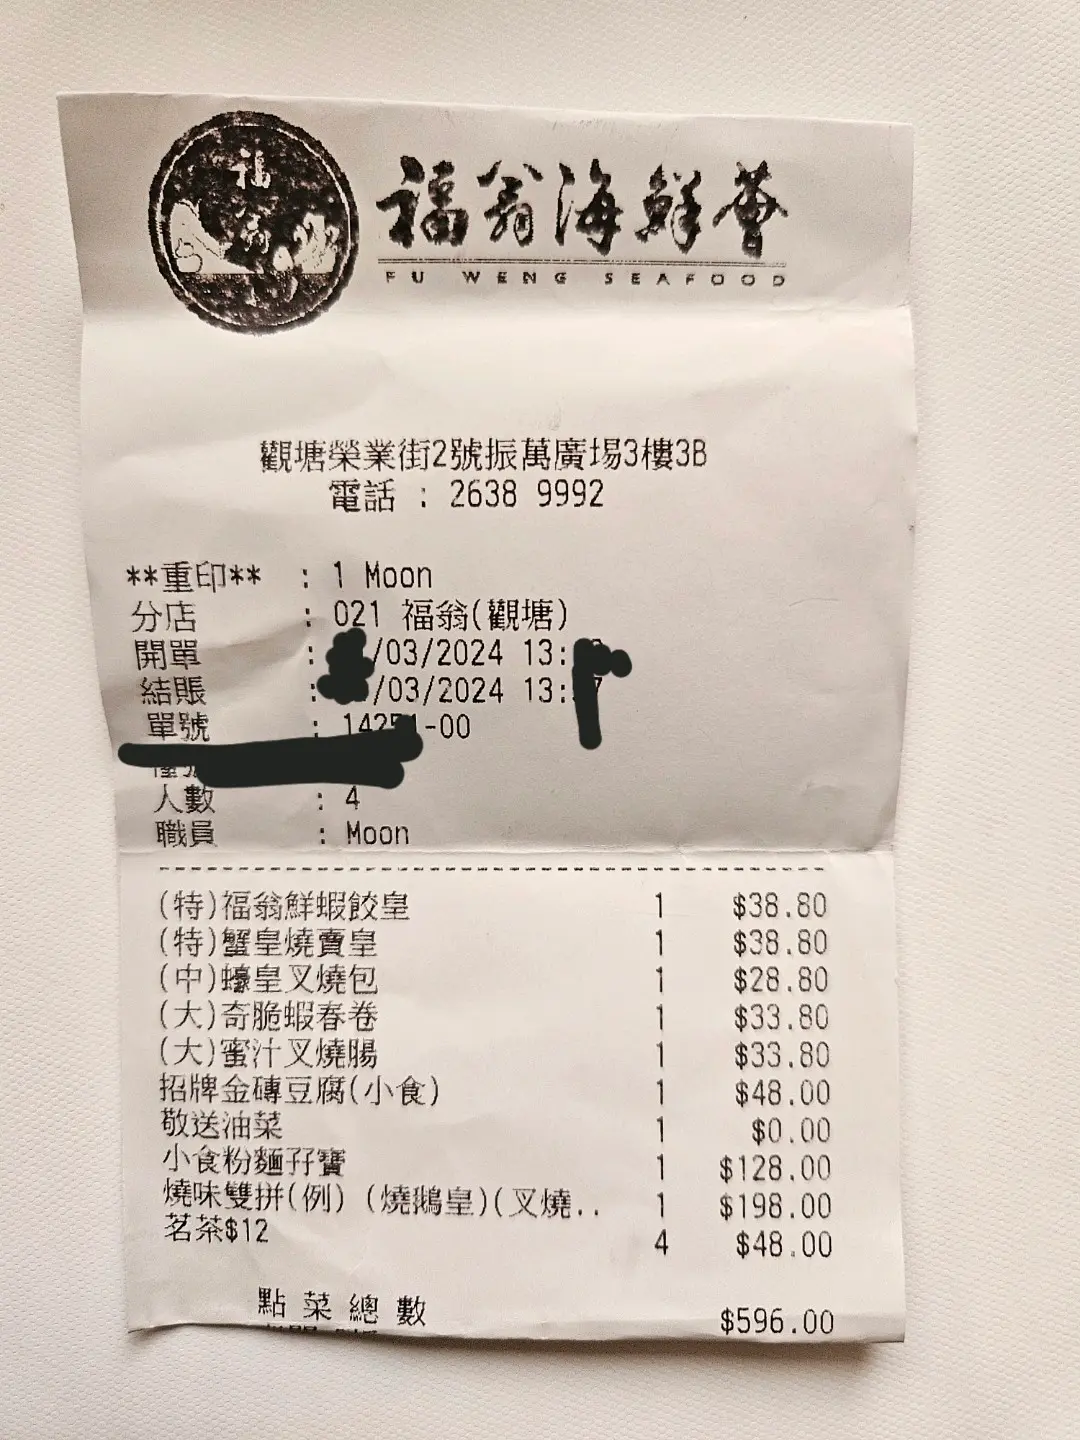 福翁
福翁海鮮薈
FU WENG SEAFOOD
觀塘榮業街2號振萬廣場3樓3B
電話 : 2638 9992
**重印** : 1 Moon
分店 : 021 福翁(觀塘)
開單 : /03/2024 13:
結賬 : /03/2024 13:
單號 : 14251-00
人數 : 4
職員 : Moon
(特)福翁鮮蝦餃皇 1 $38.80
(特)蟹皇燒賣皇 1 $38.80
(中)蠔皇叉燒包 1 $28.80
(大)奇脆蝦春卷 1 $33.80
(大)蜜汁叉燒腸 1 $33.80
招牌金磚豆腐(小食) 1 $48.00
敬送油菜 1 $0.00
小食粉麵孖寶 1 $128.00
燒味雙拼(例) (燒鵝皇)(叉燒.. 1 $198.00
茗茶$12 4 $48.00
點菜總數 $596.00